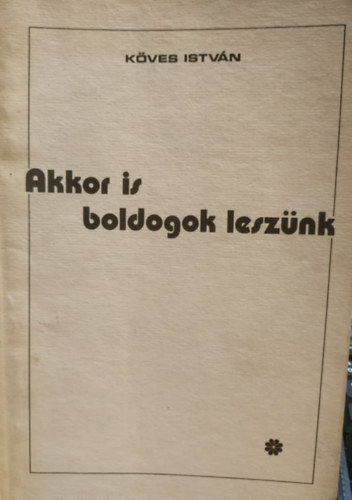 KÖVES ISTVÁN
Akkor is
boldogok leszünk